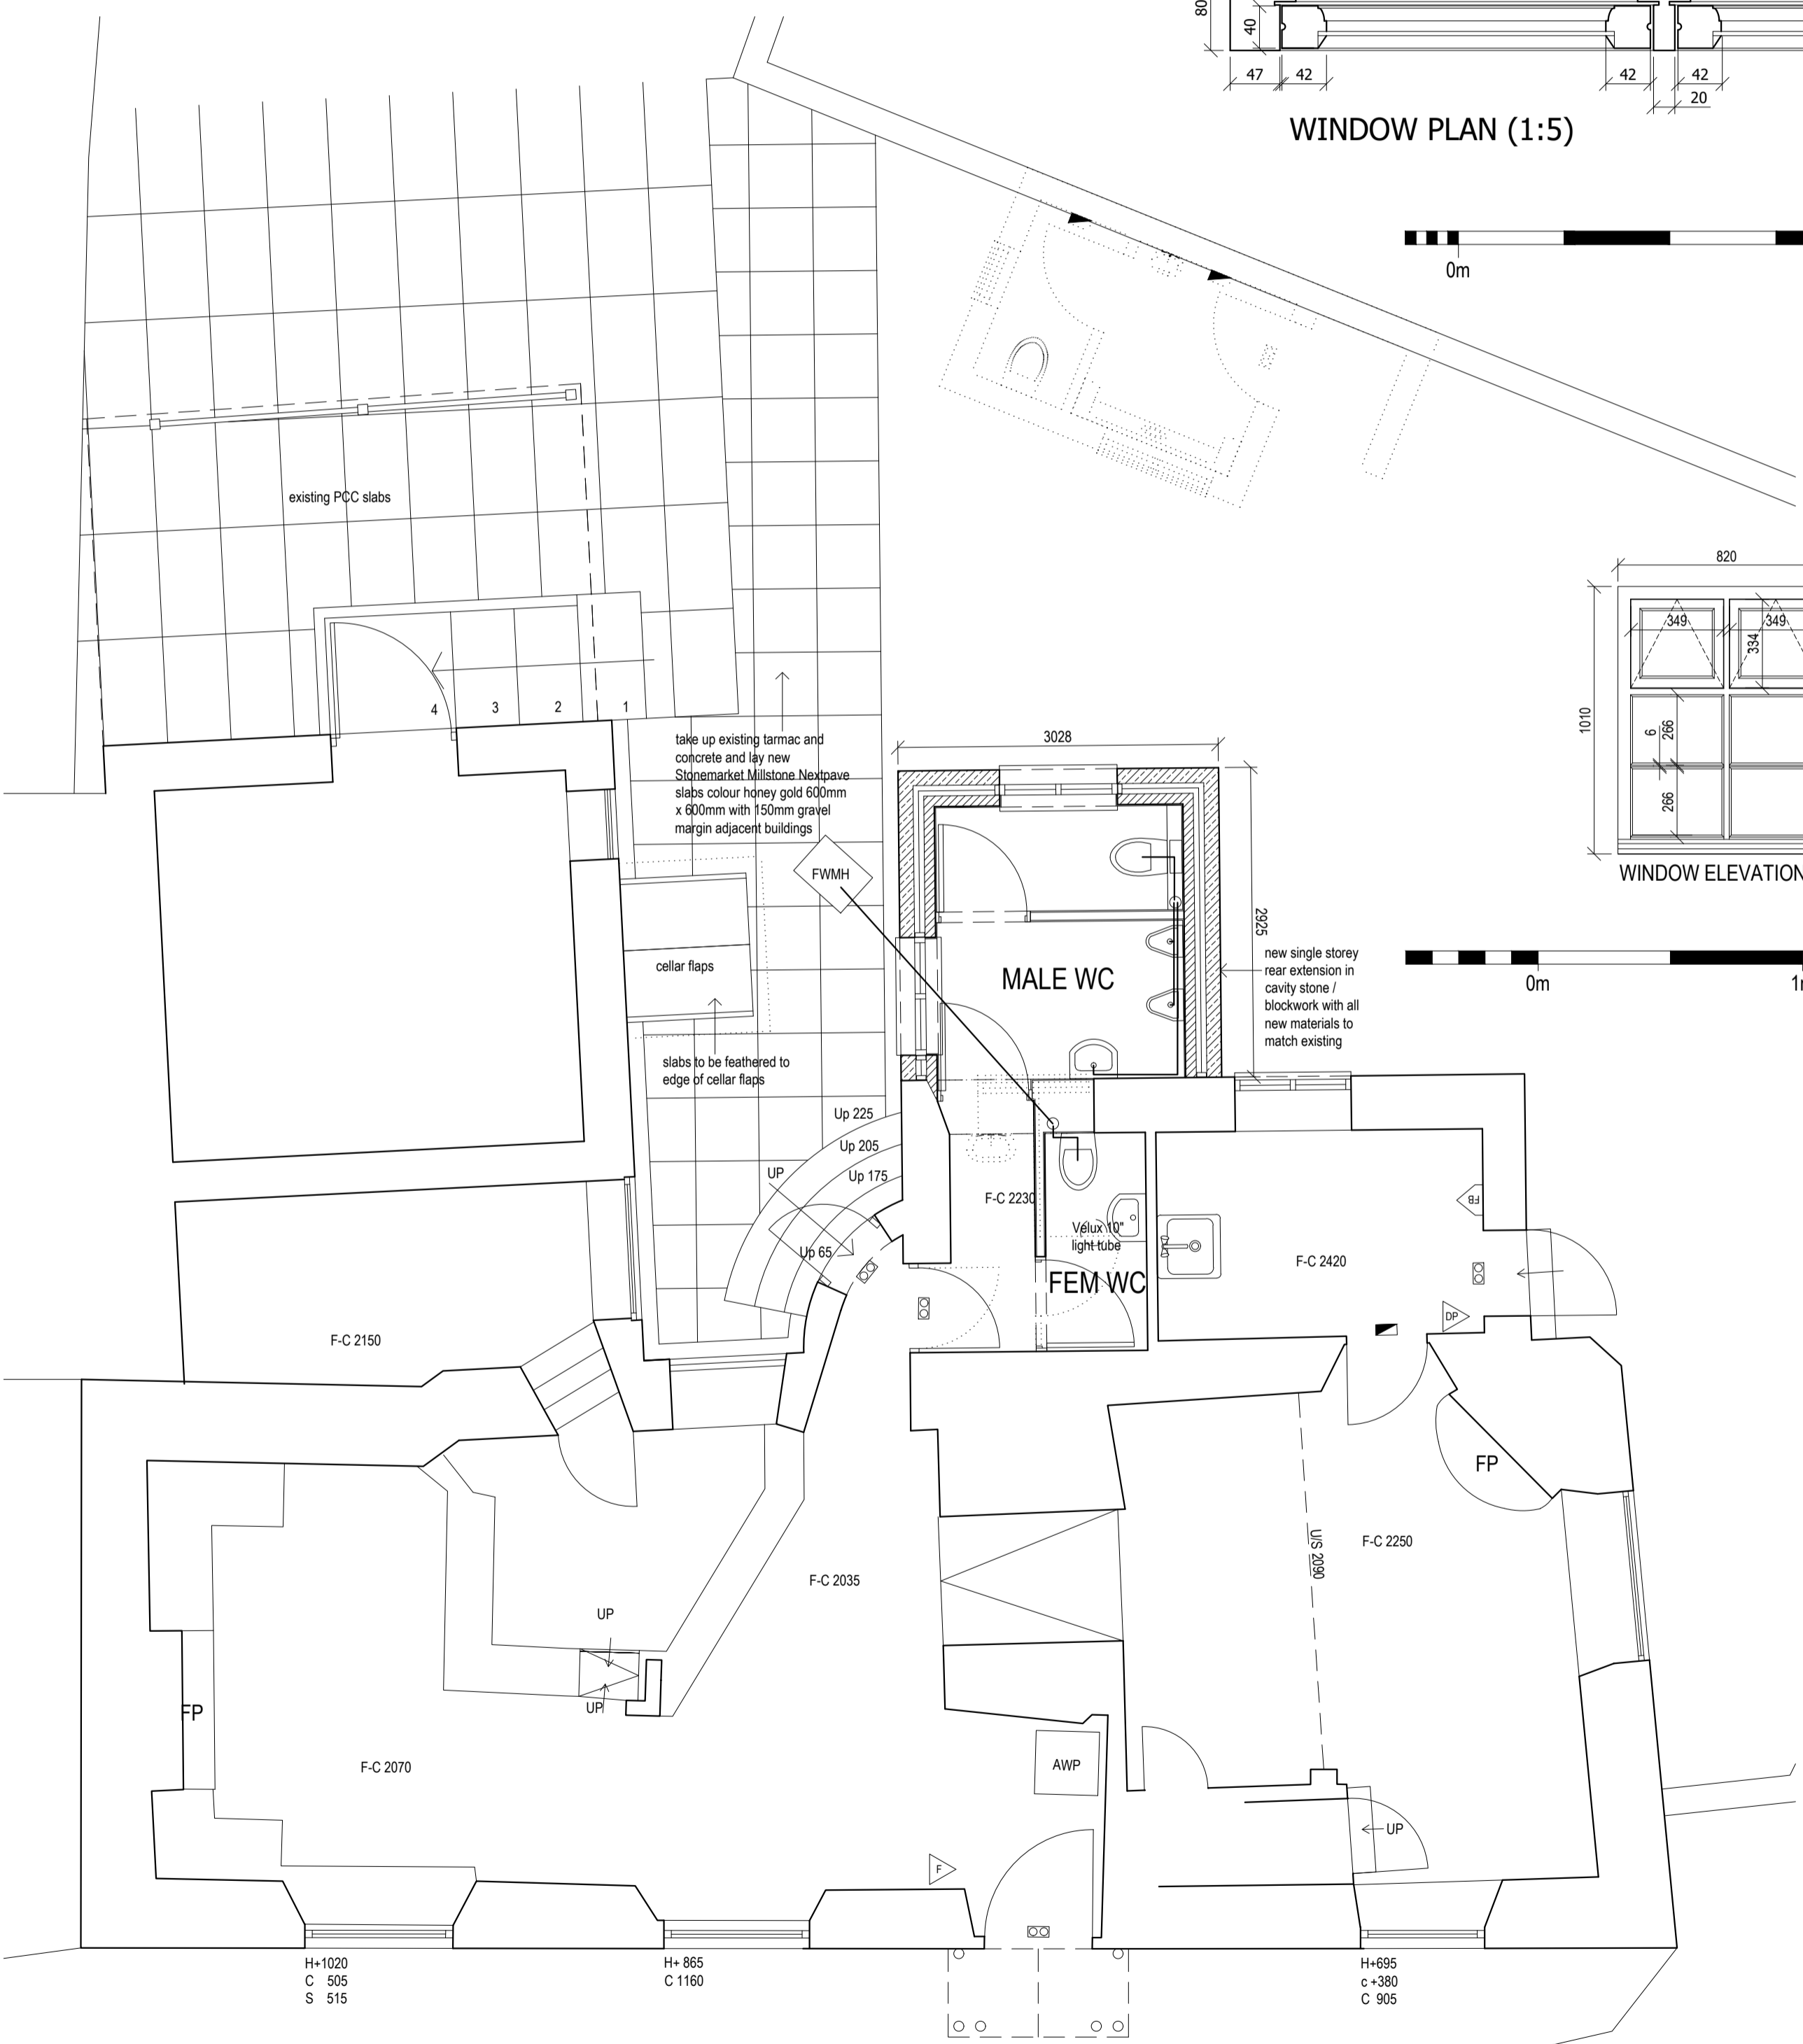 80
40
47
42
42
42
20
WINDOW PLAN (1:5)
0m
existing PCC slabs
820
349
349
334
1010
6
266
266
WINDOW ELEVATION
4
3
2
1
take up existing tarmac and
concrete and lay new
Stonemarket Millstone Nextpave
slabs colour honey gold 600mm
x 600mm with 150mm gravel
margin adjacent buildings
3028
FWMH
2925
cellar flaps
MALE WC
new single storey
rear extension in
cavity stone /
blockwork with all
new materials to
match existing
0m
slabs to be feathered to
edge of cellar flaps
Up 225
Up 205
Up 175
UP
Up 65
F-C 2230
Velux 10"
light tube
FEM WC
FB
F-C 2420
DP
F-C 2150
FP
U/S 2090
F-C 2250
F-C 2035
UP
UP
FP
F-C 2070
AWP
UP
F
H+1020
C 505
S 515
H+ 865
C 1160
H+695
c +380
C 905